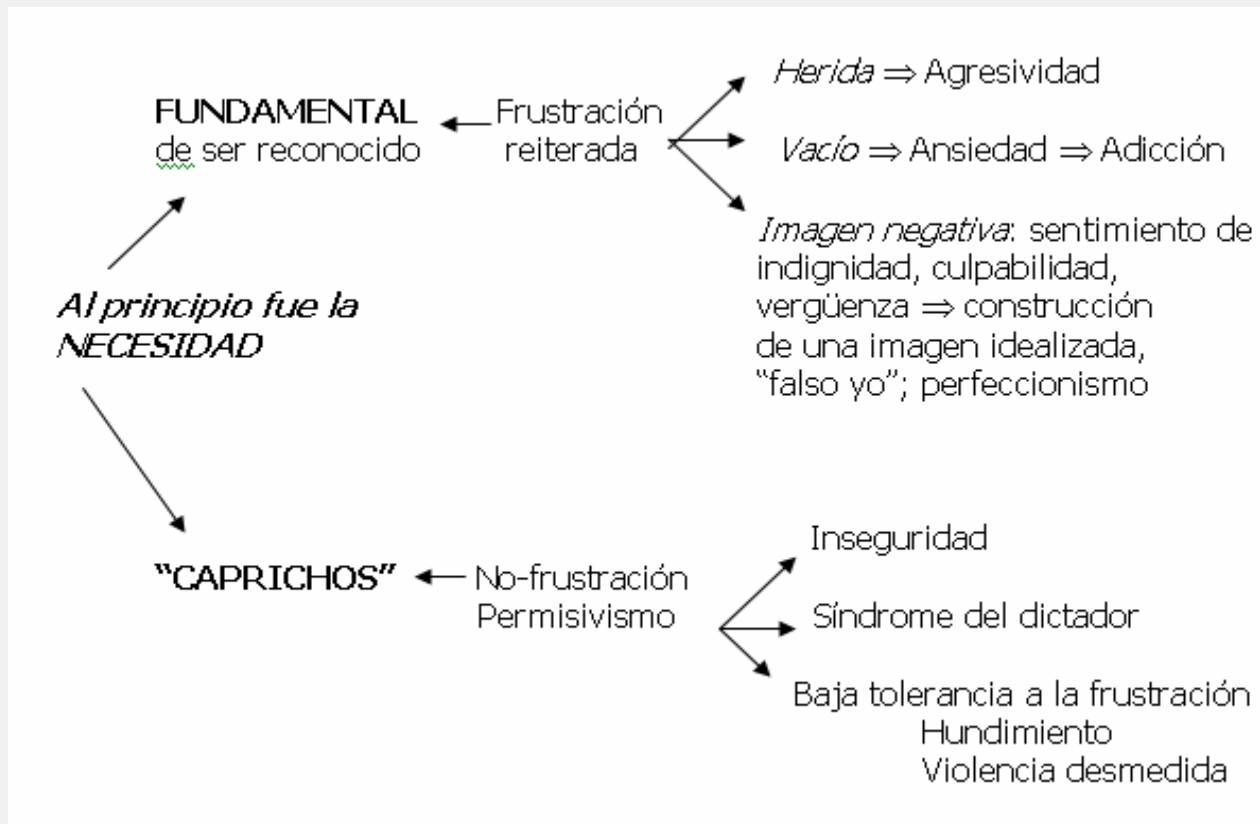 Herida ⇒ Agresividad
FUNDAMENTAL
de ser reconocido
Frustración
reiterada
Vacío ⇒ Ansiedad ⇒ Adicción
Imagen negativa: sentimiento de
indignidad, culpabilidad,
vergüenza ⇒ construcción
de una imagen idealizada,
“falso yo”; perfeccionismo
Al principio fue la
NECESIDAD
“CAPRICHOS”
No-frustración
Permisivismo
Inseguridad
Síndrome del dictador
Baja tolerancia a la frustración
Hundimiento
Violencia desmedida